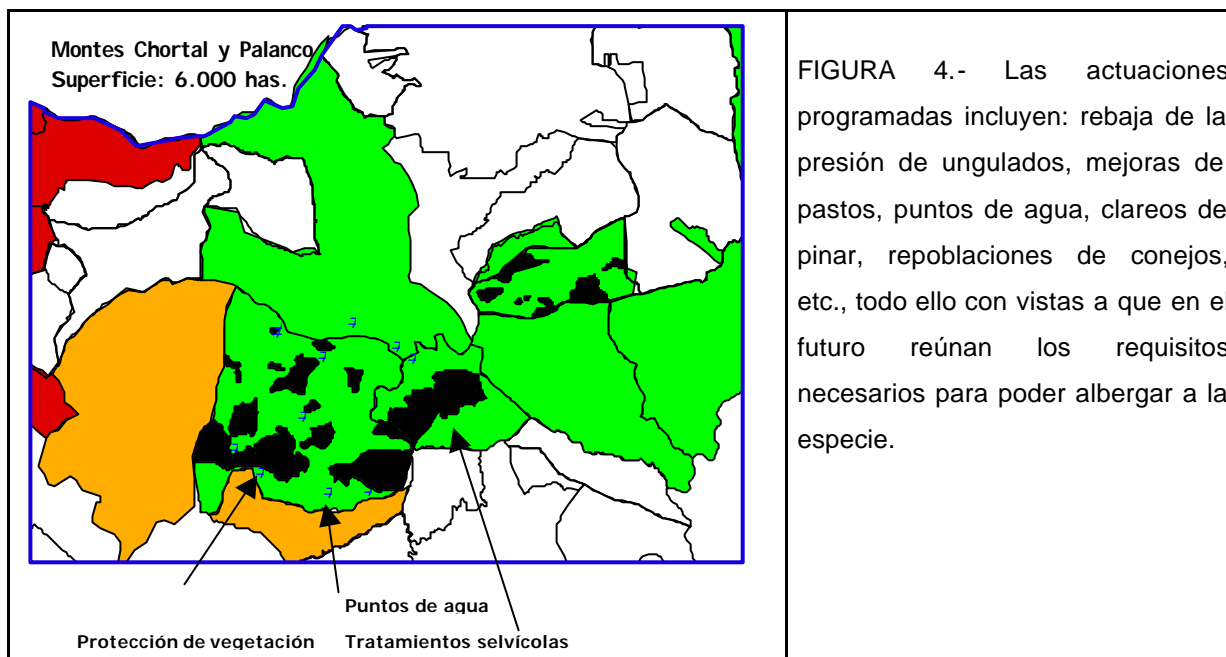 Montes Chortal y Palanco
Superficie: 6.000 has.
Puntos de agua
Protección de vegetación
Tratamientos selvícolas
FIGURA 4.- Las actuaciones
programadas incluyen: rebaja de la
presión de ungulados, mejoras de
pastos, puntos de agua, clareos de
pinar, repoblaciones de conejos,
etc., todo ello con vistas a que en el
futuro reúnan los requisitos
necesarios para poder albergar a la
especie.